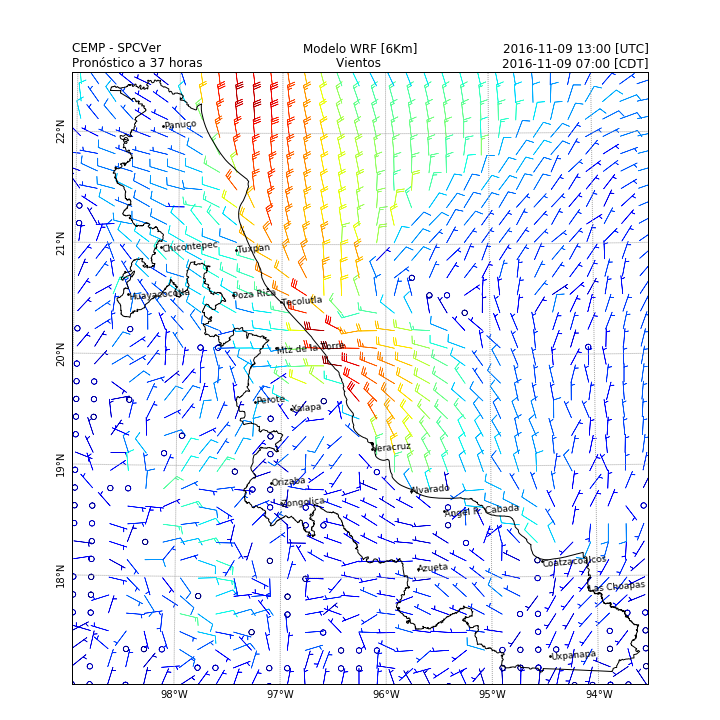 CEMP - SPCVer Modelo WRF [6Km] 2016-11-09 13:00 [UTC]
Pronóstico a 37 horas Vientos 2016-11-09 07:00 [CDT]
22°N
Panuco
21°N
Chicontepec
Tuxpan
Huayacocotla
Poza Rica
Tecolutla
20°N
Mtz de la Torre
Perote
Xalapa
Veracruz
19°N
Orizaba
Alvarado
Zongolica
Angel R. Cabada
18°N
Azueta
Coatzacoalcos
Las Choapas
Uxpanapa
98°W 97°W 96°W 95°W 94°W